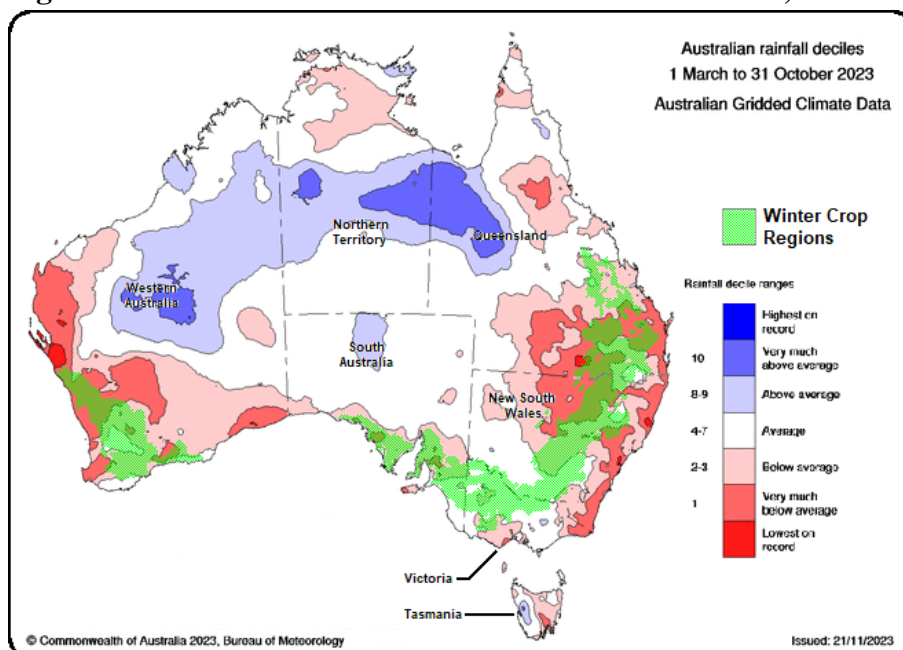 Australian rainfall deciles
1 March to 31 October 2023
Australian Gridded Climate Data
Winter Crop
Regions
Northern
Territory
Queensland
Western
Australia
South
Australia
New South
Wales
Victoria
Tasmania
Rainfall decile ranges
Highest on
record
10
Very much
above average
8-9
Above average
4-7
Average
2-3
Below average
1
Very much
below average
Lowest on
record
© Commonwealth of Australia 2023, Bureau of Meteorology
Issued: 21/11/2023